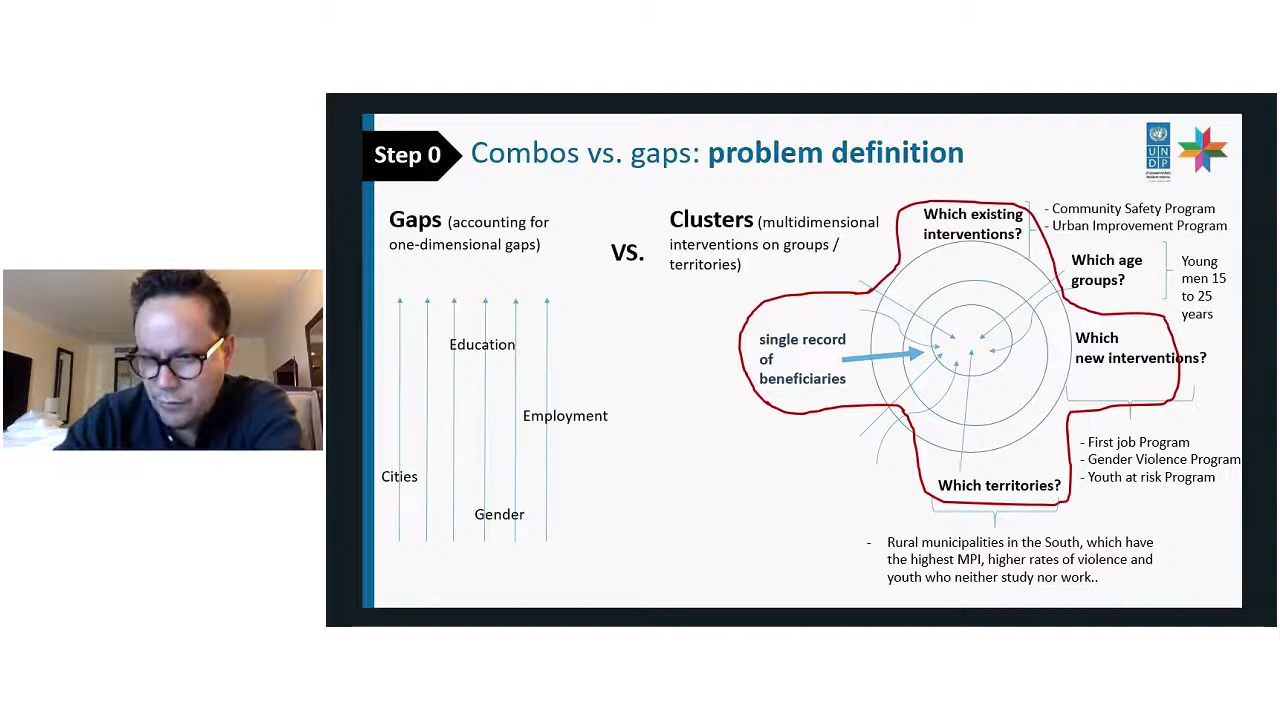 Step 0
Combos vs. gaps: problem definition
U N
D P
Gaps (accounting for
one-dimensional gaps)
VS.
Clusters (multidimensional
interventions on groups /
territories)
Education
Employment
Cities
Gender
Which existing
interventions?
- Community Safety Program
- Urban Improvement Program
Which age
groups?
Young
men 15
to 25
years
single record
of
beneficiaries
Which
new interventions?
- First job Program
- Gender Violence Program
- Youth at risk Program
Which territories?
- Rural municipalities in the South, which have
the highest MPI, higher rates of violence and
youth who neither study nor work..